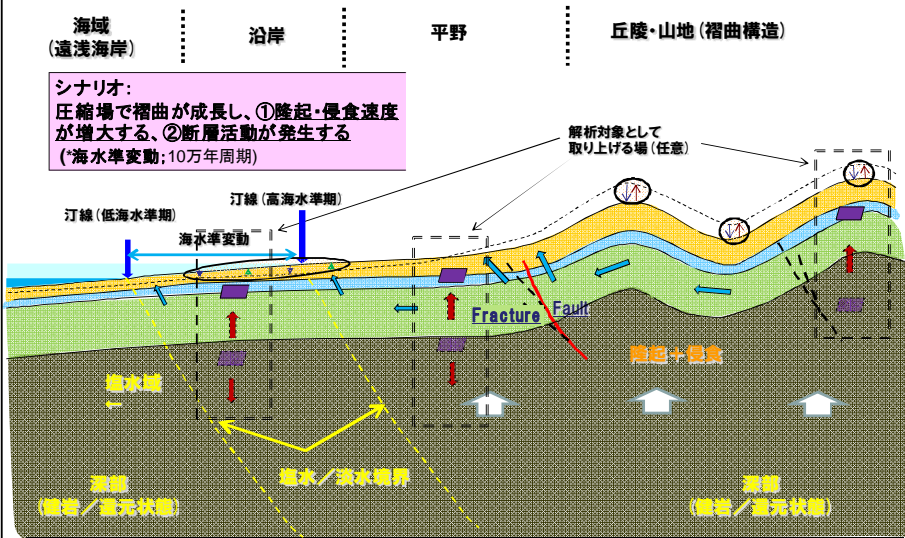 海域
(遠浅海岸)
沿岸
平野
丘陵・山地(褶曲構造)
シナリオ:
圧縮場で褶曲が成長し、①隆起・侵食速度
が増大する、②断層活動が発生する
(*海水準変動;10万年周期)
解析対象として
取り上げる場(任意)
汀線(低海水準期)
汀線(高海水準期)
海水準変動
Fracture
Fault
隆起+侵食
塩水域
←
塩水/淡水境界
深部
(健岩/還元状態)
深部
(健岩/還元状態)